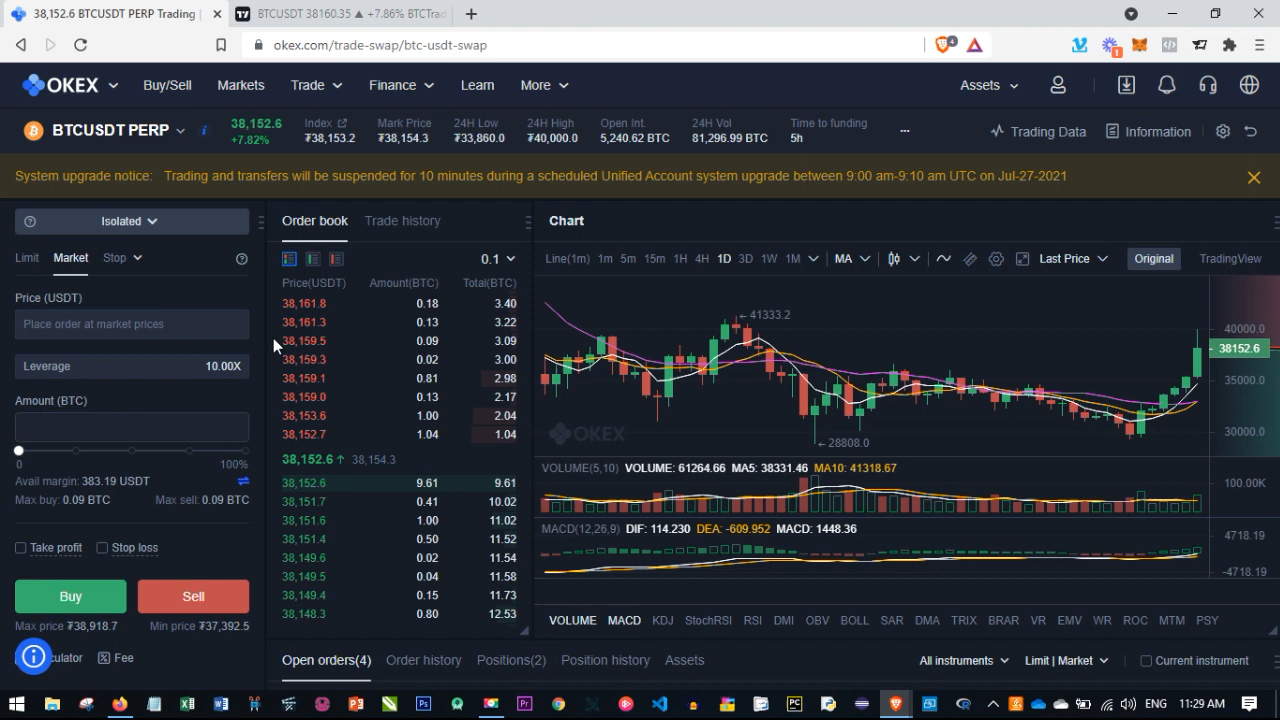 38,152.6 BTCUSDT PERP Trading
BTCUSDT 38160.35 ▲ +7.86% BTCTrad
okex.com/trade-swap/btc-usdt-swap
OKEX Buy/Sell Markets Trade Finance Learn More Assets
BTCUSDT PERP
38,152.6
+7.82%
Index
₮38,153.2
Mark Price
₮38,154.3
24H Low
₮33,860.0
24H High
₮40,000.0
Open Int.
5,240.62 BTC
24H Vol
81,296.99 BTC
Time to funding
5h
Trading Data
Information
System upgrade notice: Trading and transfers will be suspended for 10 minutes during a scheduled Unified Account system upgrade between 9:00 am-9:10 am UTC on Jul-27-2021
Isolated
Limit Market Stop
Price (USDT)
Place order at market prices
Leverage 10.00X
Amount (BTC)
0 100%
Avail margin: 383.19 USDT
Max buy: 0.09 BTC Max sell: 0.09 BTC
Take profit Stop loss
Buy Sell
Max price ₮38,918.7 Min price ₮37,392.5
culator Fee
Order book Trade history
0.1
Price(USDT) Amount(BTC) Total(BTC)
38,161.8 0.18 3.40
38,161.3 0.13 3.22
38,159.5 0.09 3.09
38,159.3 0.02 3.00
38,159.1 0.81 2.98
38,159.0 0.13 2.17
38,153.6 1.00 2.04
38,152.7 1.04 1.04
38,152.6 ↑ 38,154.3
38,152.6 9.61 9.61
38,151.7 0.41 10.02
38,151.6 1.00 11.02
38,151.4 0.50 11.52
38,149.6 0.02 11.54
38,149.5 0.04 11.58
38,149.4 0.15 11.73
38,148.3 0.80 12.53
Chart
Line(1m) 1m 5m 15m 1H 4H 1D 3D 1W 1M MA Last Price Original TradingView
41333.2
40000.0
38152.6
35000.0
30000.0
28808.0
OKEX
VOLUME(5,10) VOLUME: 61264.66 MA5: 38331.46 MA10: 41318.67
100.00K
MACD(12,26,9) DIF: 114.230 DEA: -609.952 MACD: 1448.36
4718.19
-4718.19
VOLUME MACD KDJ StochRSI RSI DMI OBV BOLL SAR DMA TRIX BRAR VR EMV WR ROC MTM PSY
Open orders(4) Order history Positions(2) Position history Assets
All instruments Limit | Market Current instrument
ENG 11:29 AM